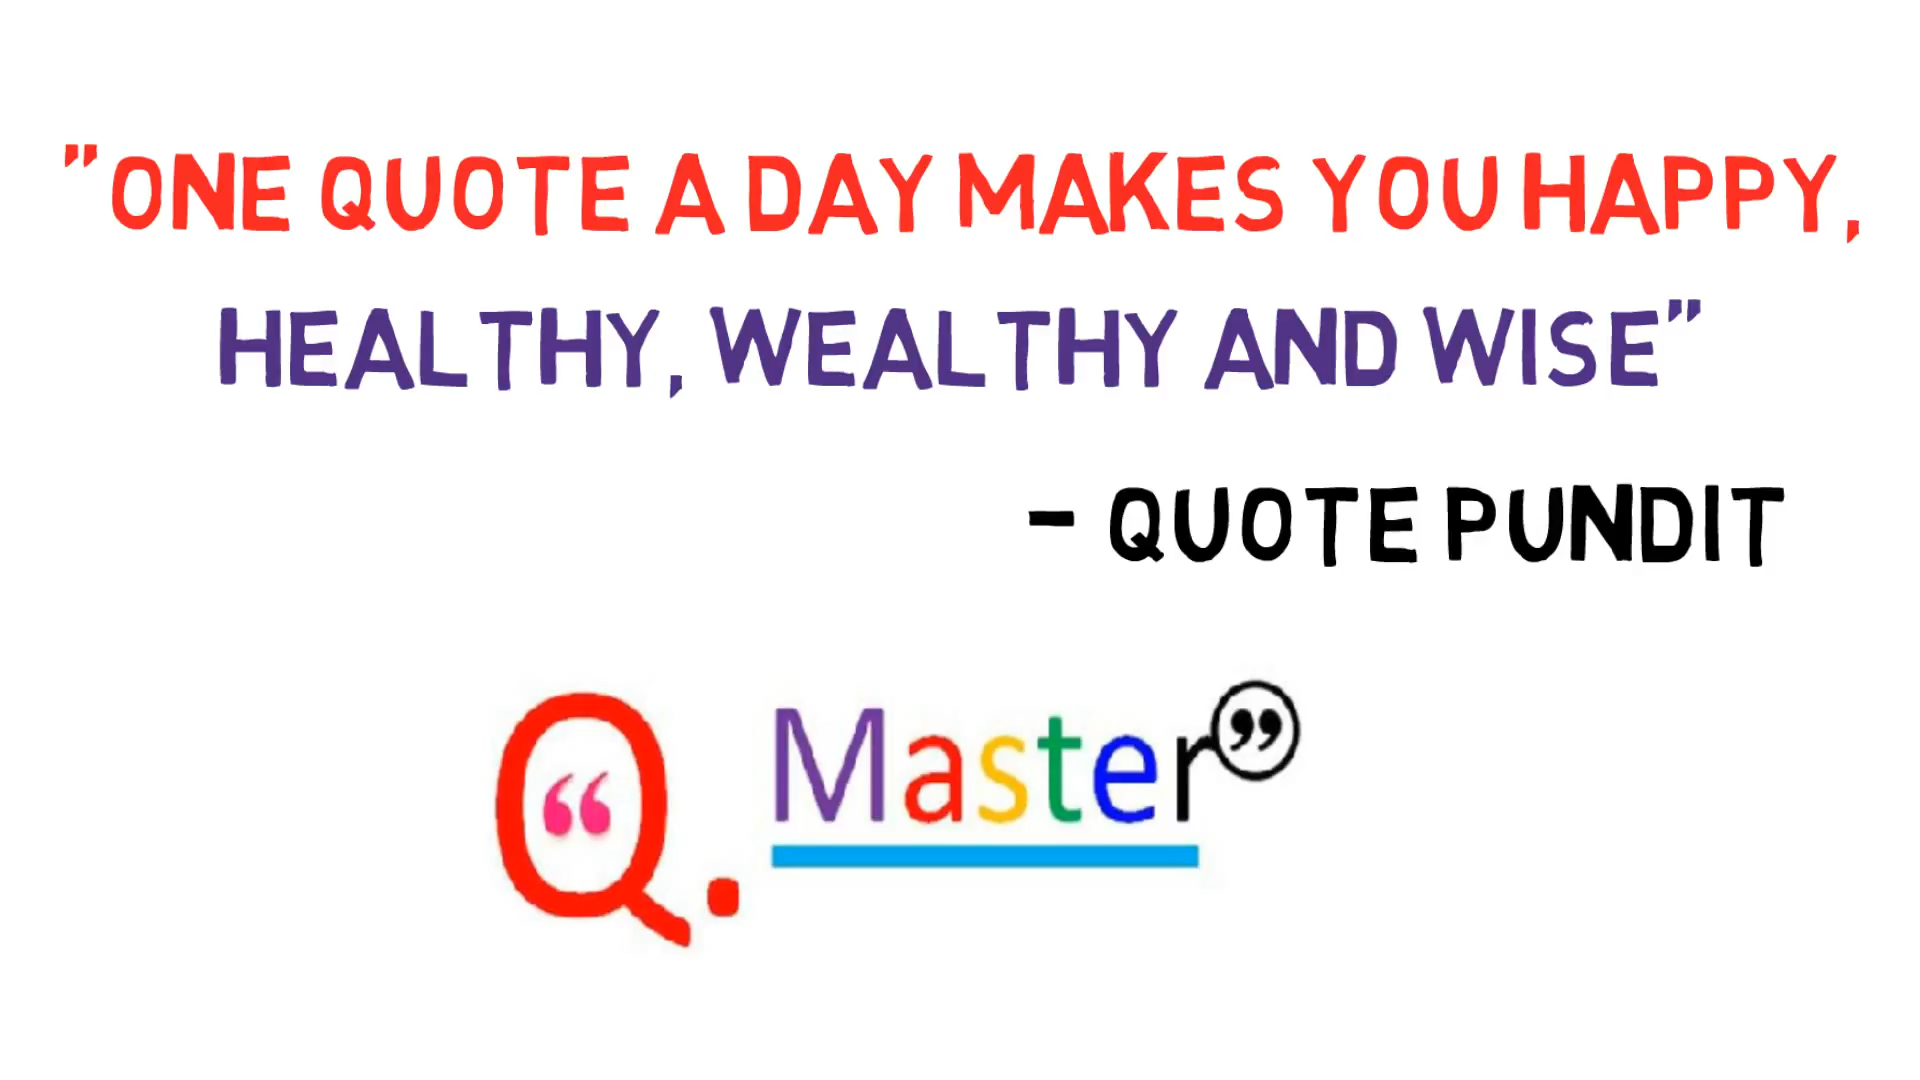 "ONE QUOTE A DAY MAKES YOU HAPPY,
HEALTHY, WEALTHY AND WISE"
- QUOTE PUNDIT
Q. Master
“ ”